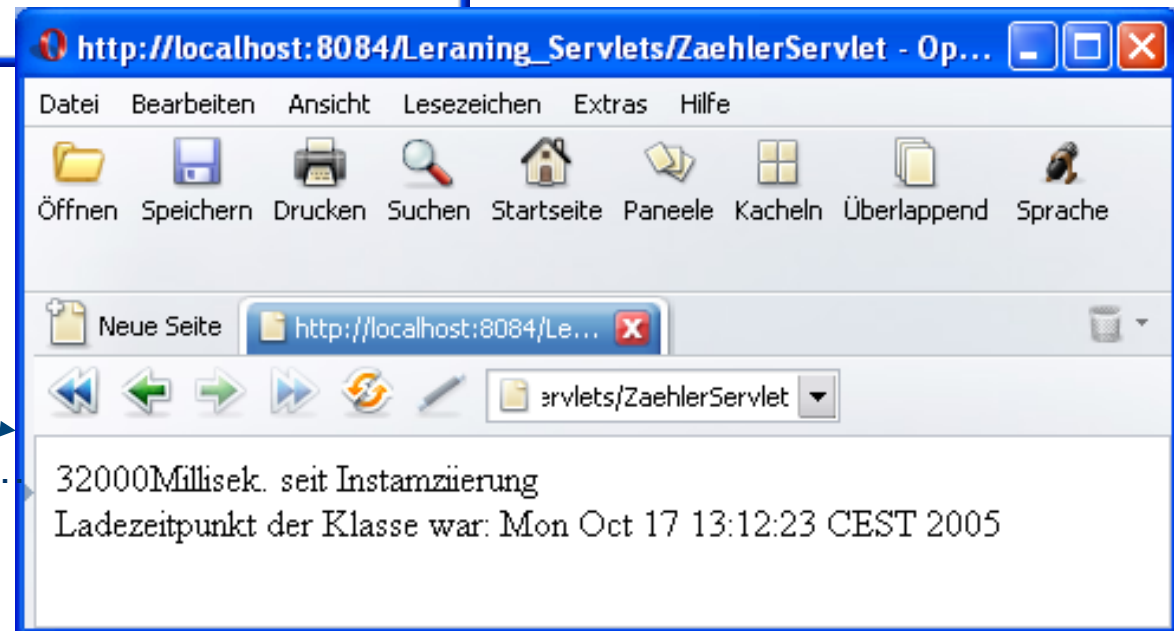 http://localhost:8084/Leraning_Servlets/ZaehlerServlet - Op...
Datei Bearbeiten Ansicht Lesezeichen Extras Hilfe
Öffnen Speichern Drucken Suchen Startseite Paneele Kacheln Überlappend Sprache
Neue Seite http://localhost:8084/Le...
ervlets/ZaehlerServlet
32000Millisek. seit Instamziierung
Ladezeitpunkt der Klasse war: Mon Oct 17 13:12:23 CEST 2005